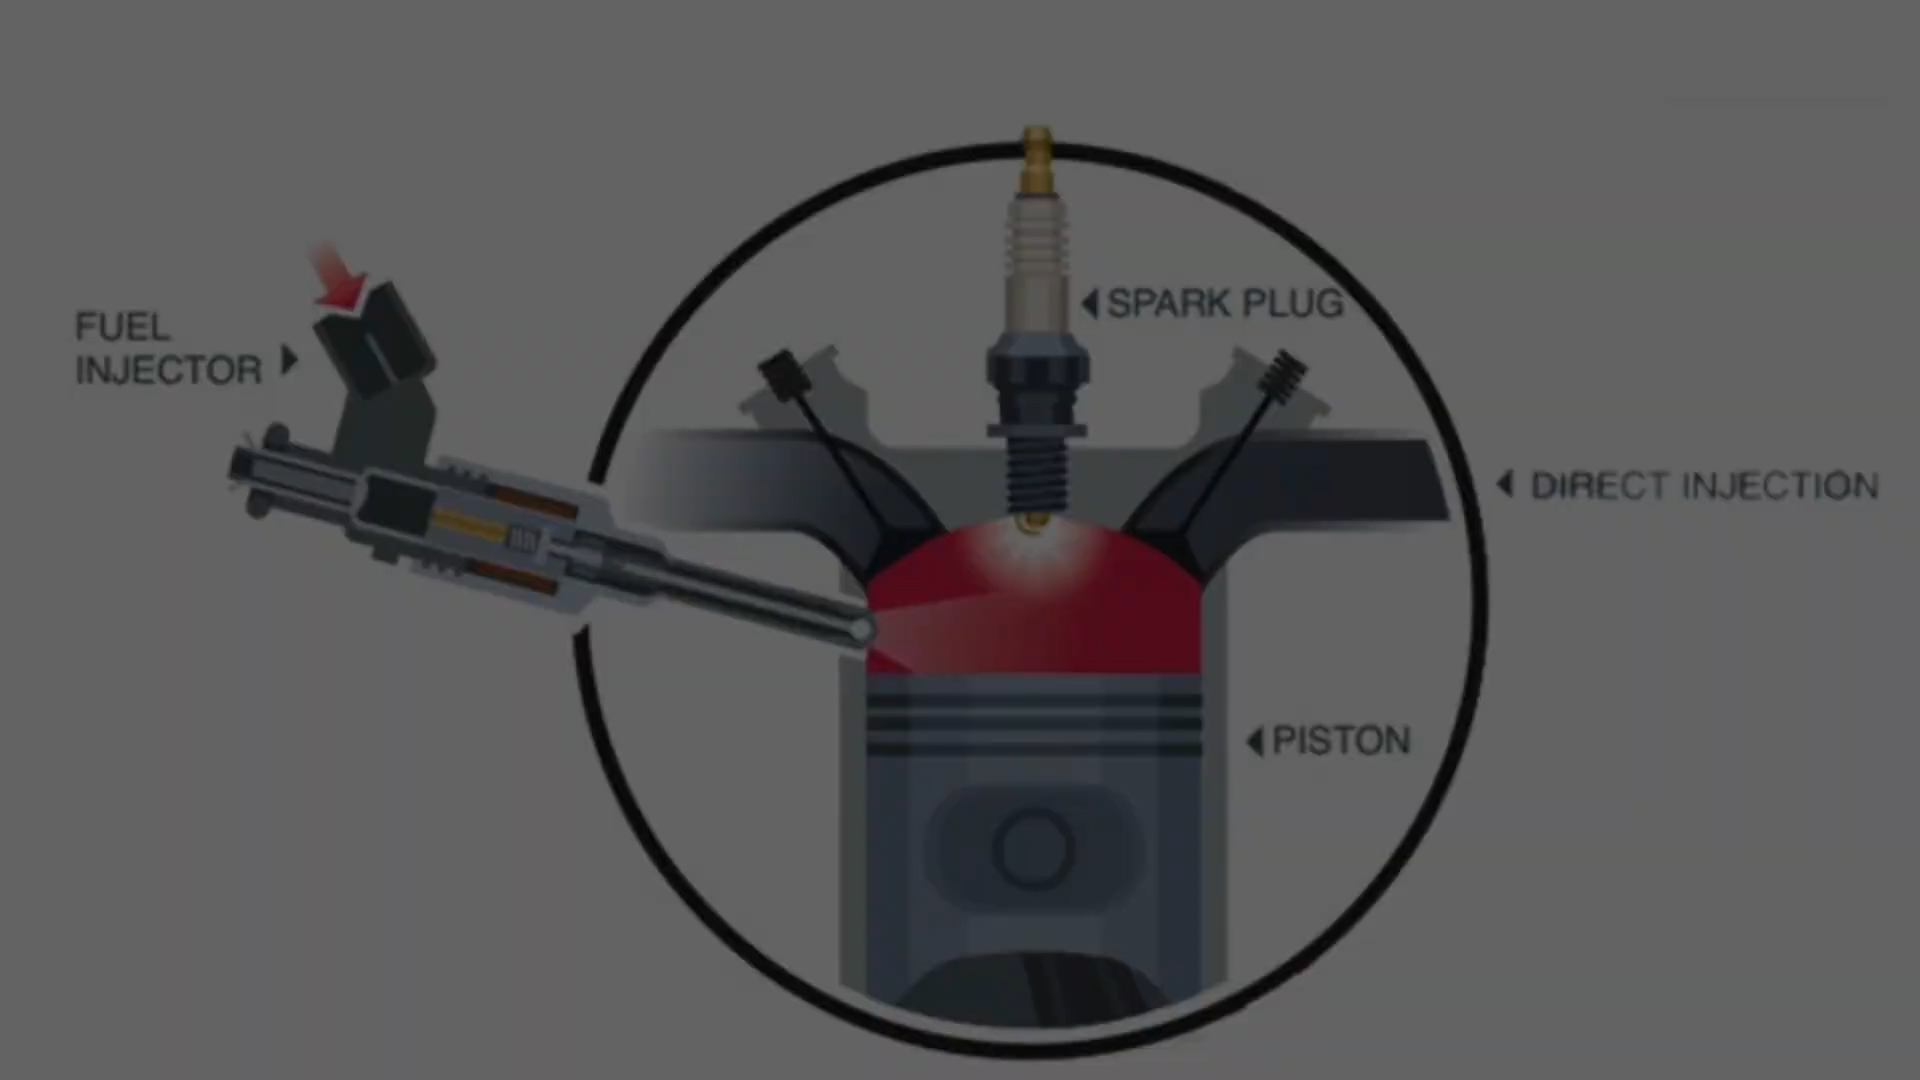 SPARK PLUG
FUEL
INJECTOR
DIRECT INJECTION
PISTON